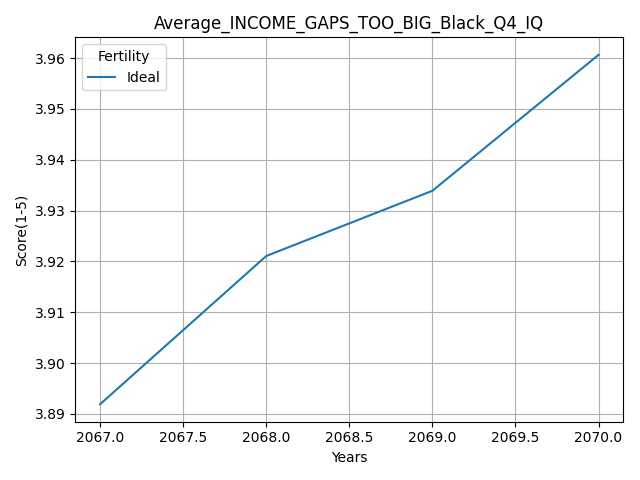 Average_INCOME_GAPS_TOO_BIG_Black_Q4_IQ
Fertility
Ideal
Score(1-5)
3.96
3.95
3.94
3.93
3.92
3.91
3.90
3.89
2067.0 2067.5 2068.0 2068.5 2069.0 2069.5 2070.0
Years